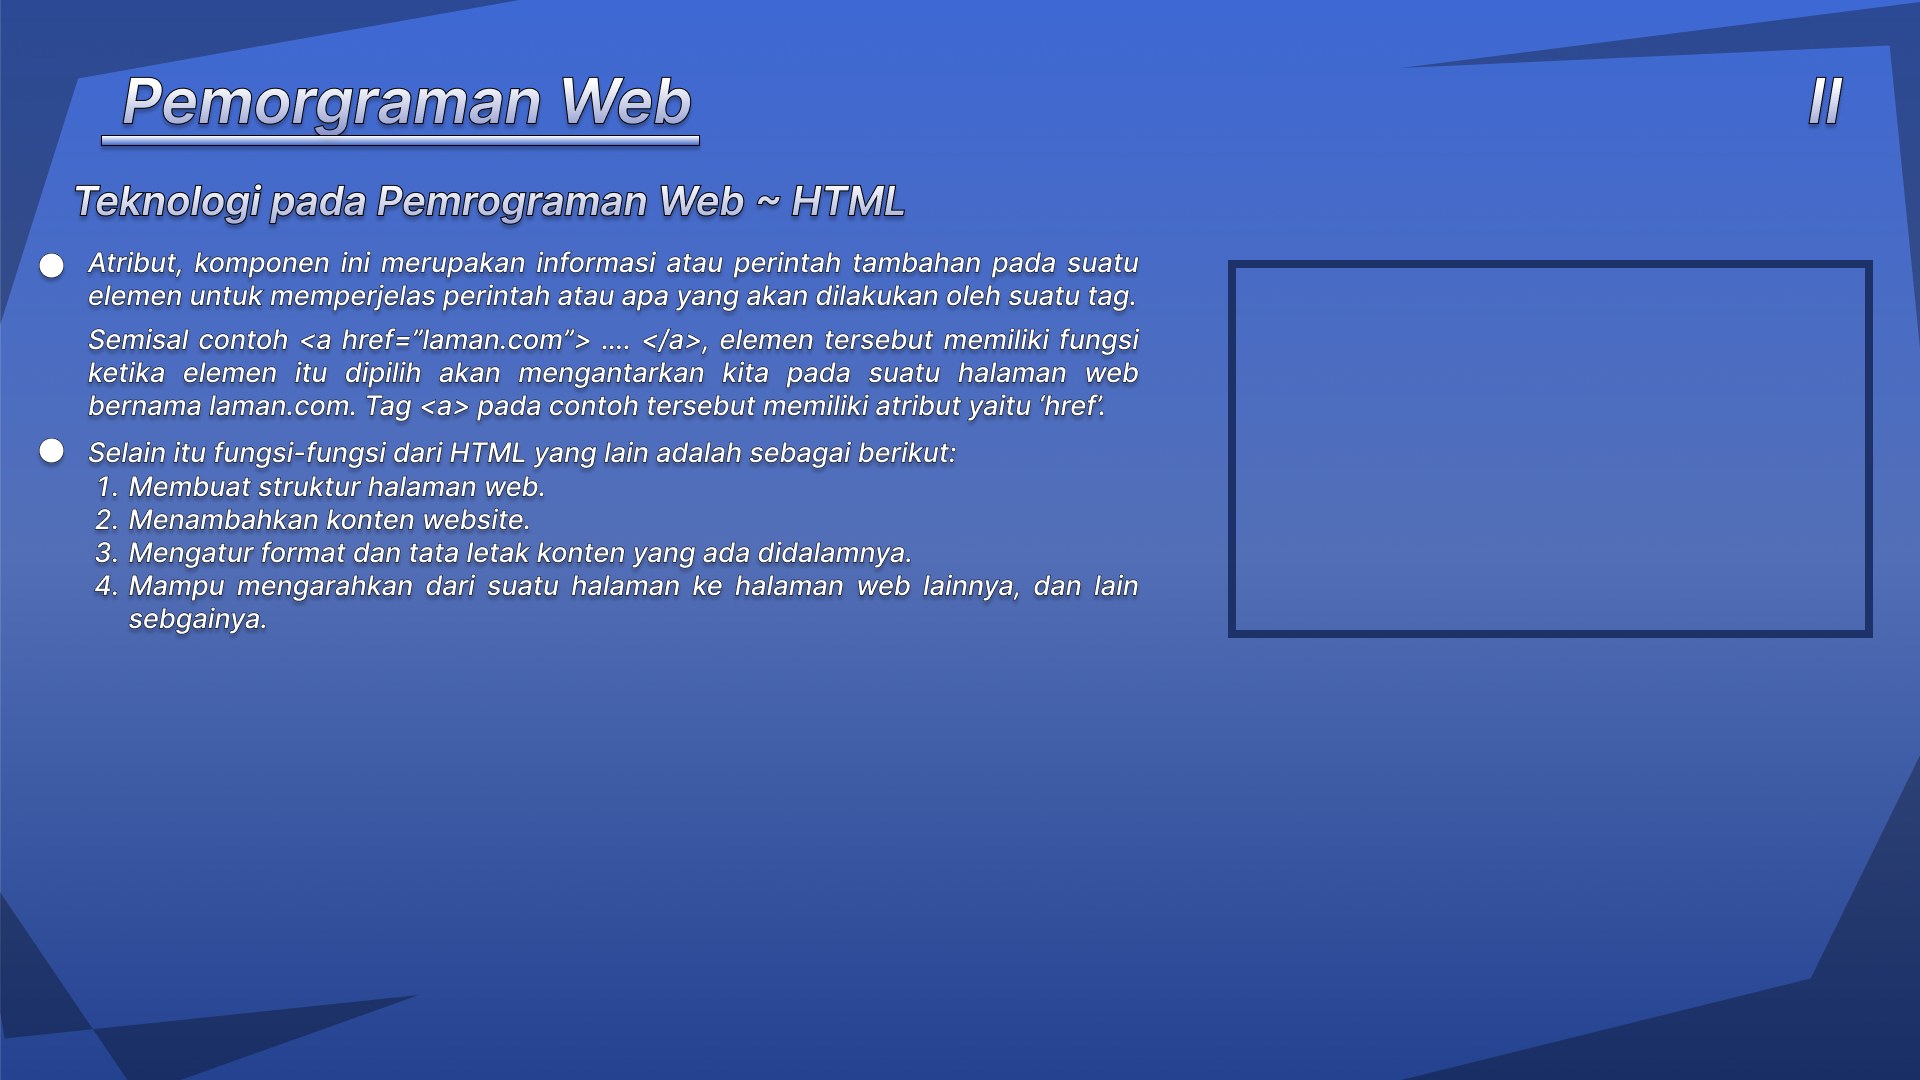 Pemorgraman Web
II
Teknologi pada Pemrograman Web ~ HTML
Atribut, komponen ini merupakan informasi atau perintah tambahan pada suatu
elemen untuk memperjelas perintah atau apa yang akan dilakukan oleh suatu tag.
Semisal contoh <a href=”laman.com”> .... </a>, elemen tersebut memiliki fungsi
ketika elemen itu dipilih akan mengantarkan kita pada suatu halaman web
bernama laman.com. Tag <a> pada contoh tersebut memiliki atribut yaitu ‘href’.
Selain itu fungsi-fungsi dari HTML yang lain adalah sebagai berikut:
1. Membuat struktur halaman web.
2. Menambahkan konten website.
3. Mengatur format dan tata letak konten yang ada didalamnya.
4. Mampu mengarahkan dari suatu halaman ke halaman web lainnya, dan lain
sebgainya.